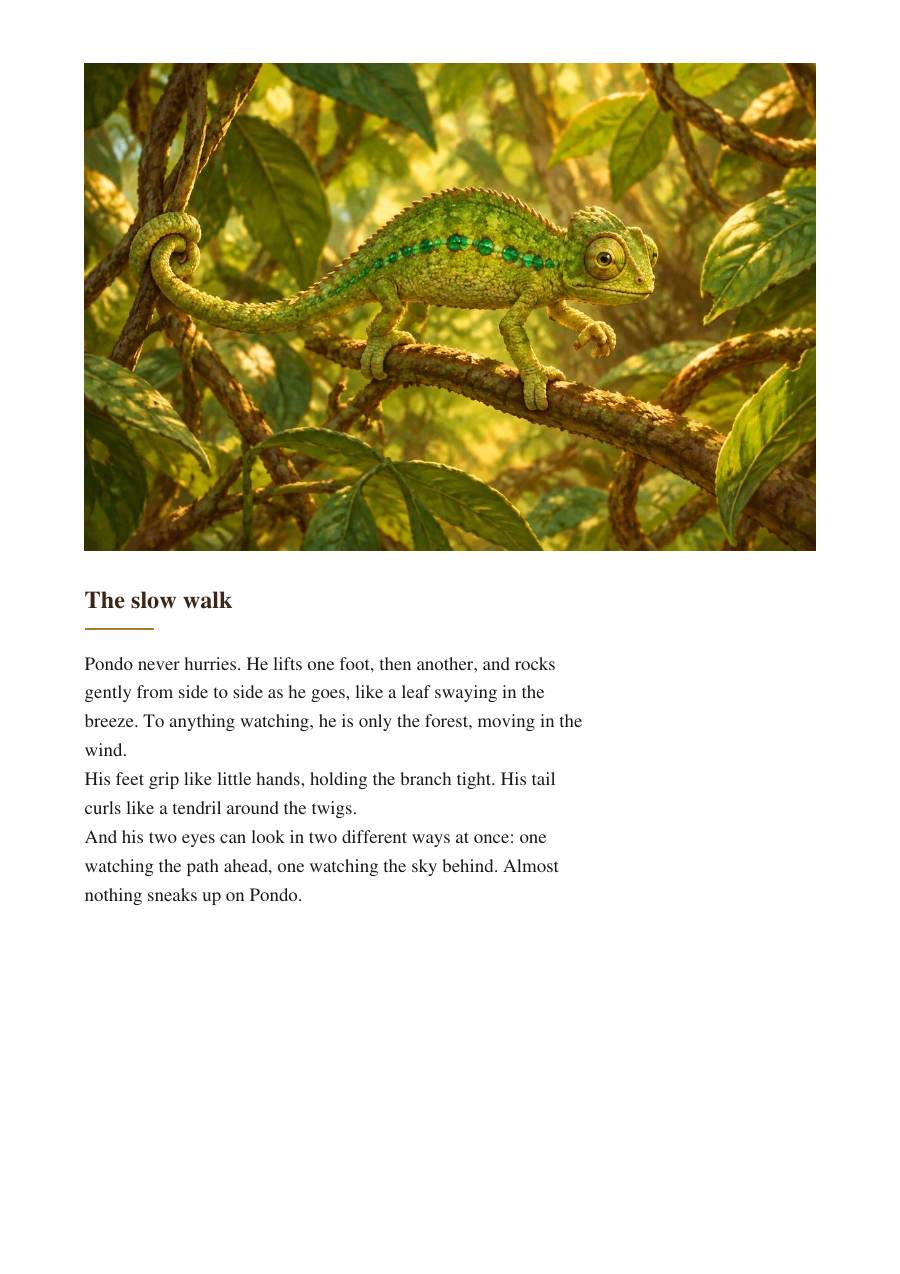 The slow walk
Pondo never hurries. He lifts one foot, then another, and rocks
gently from side to side as he goes, like a leaf swaying in the
breeze. To anything watching, he is only the forest, moving in the
wind.
His feet grip like little hands, holding the branch tight. His tail
curls like a tendril around the twigs.
And his two eyes can look in two different ways at once: one
watching the path ahead, one watching the sky behind. Almost
nothing sneaks up on Pondo.